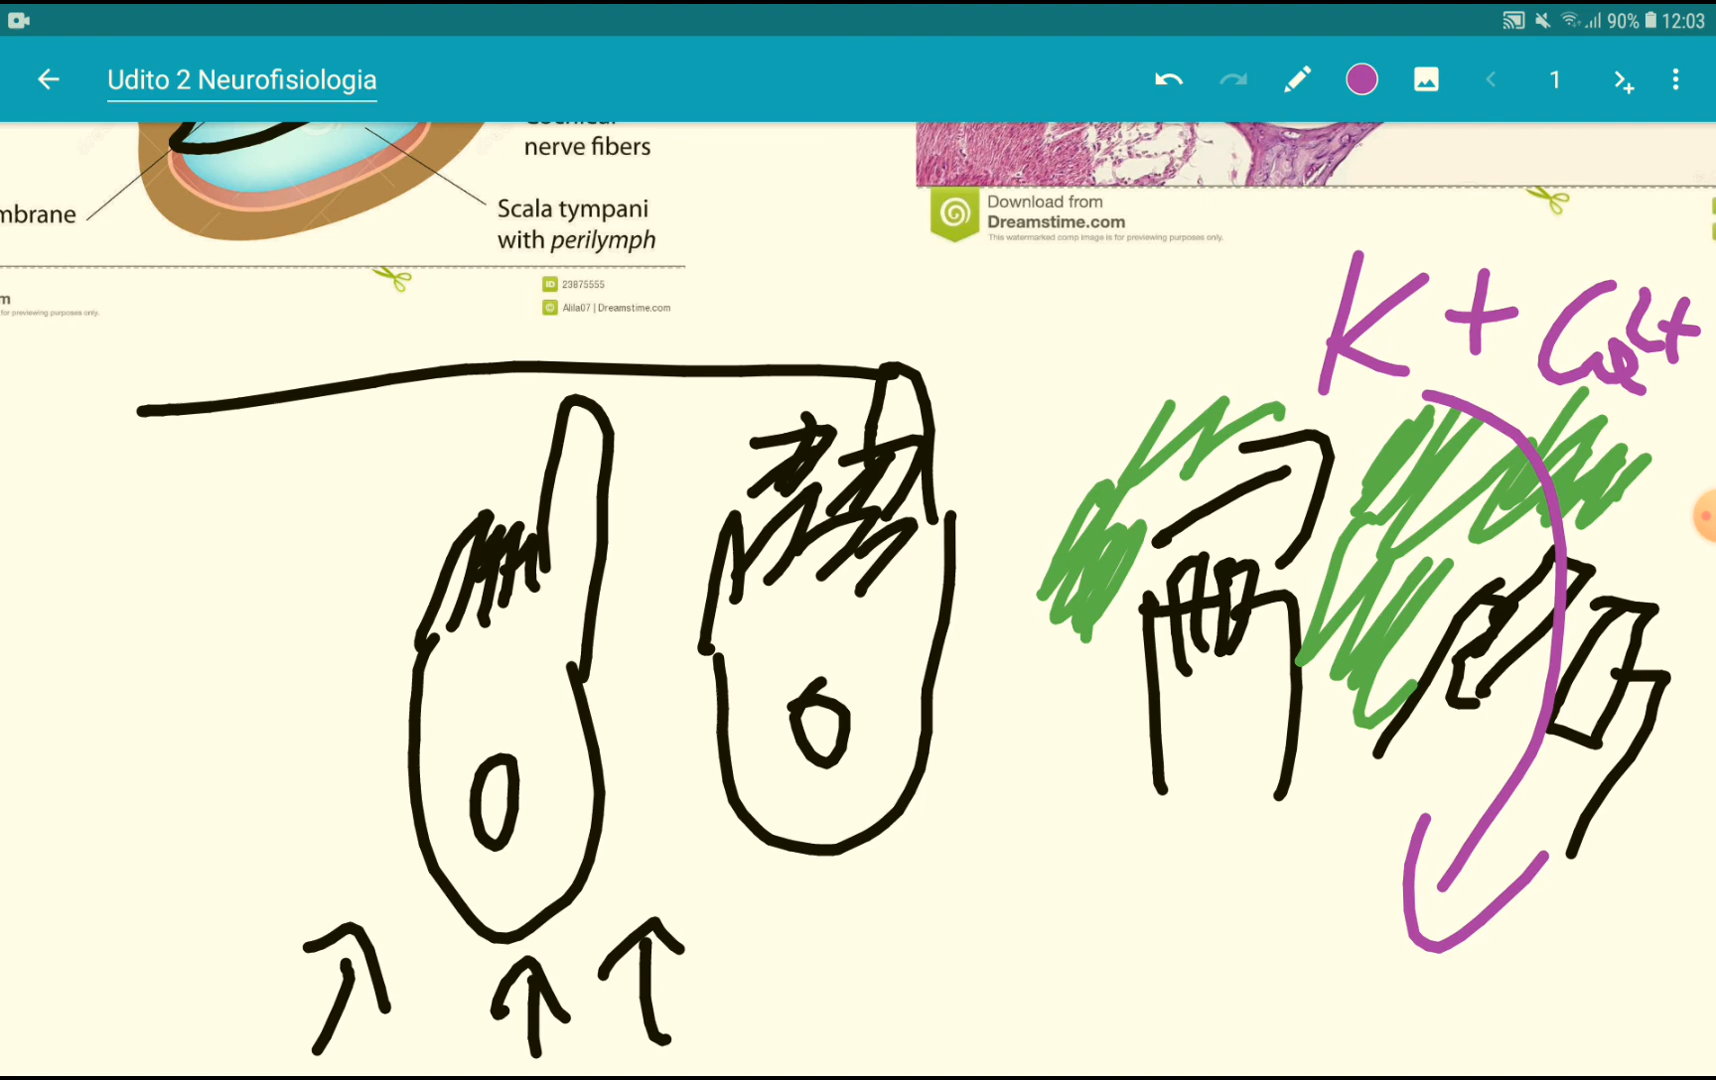 90% 12:03
Udito 2 Neurofisiologia
1
nerve fibers
mbrane
Scala tympani
with perilymph
Download from
Dreamstime.com
This watermarked comp image is for previewing purposes only.
ID 23875555
© Alila07 | Dreamstime.com
m
for previewing purposes only.
K+ Ca2+